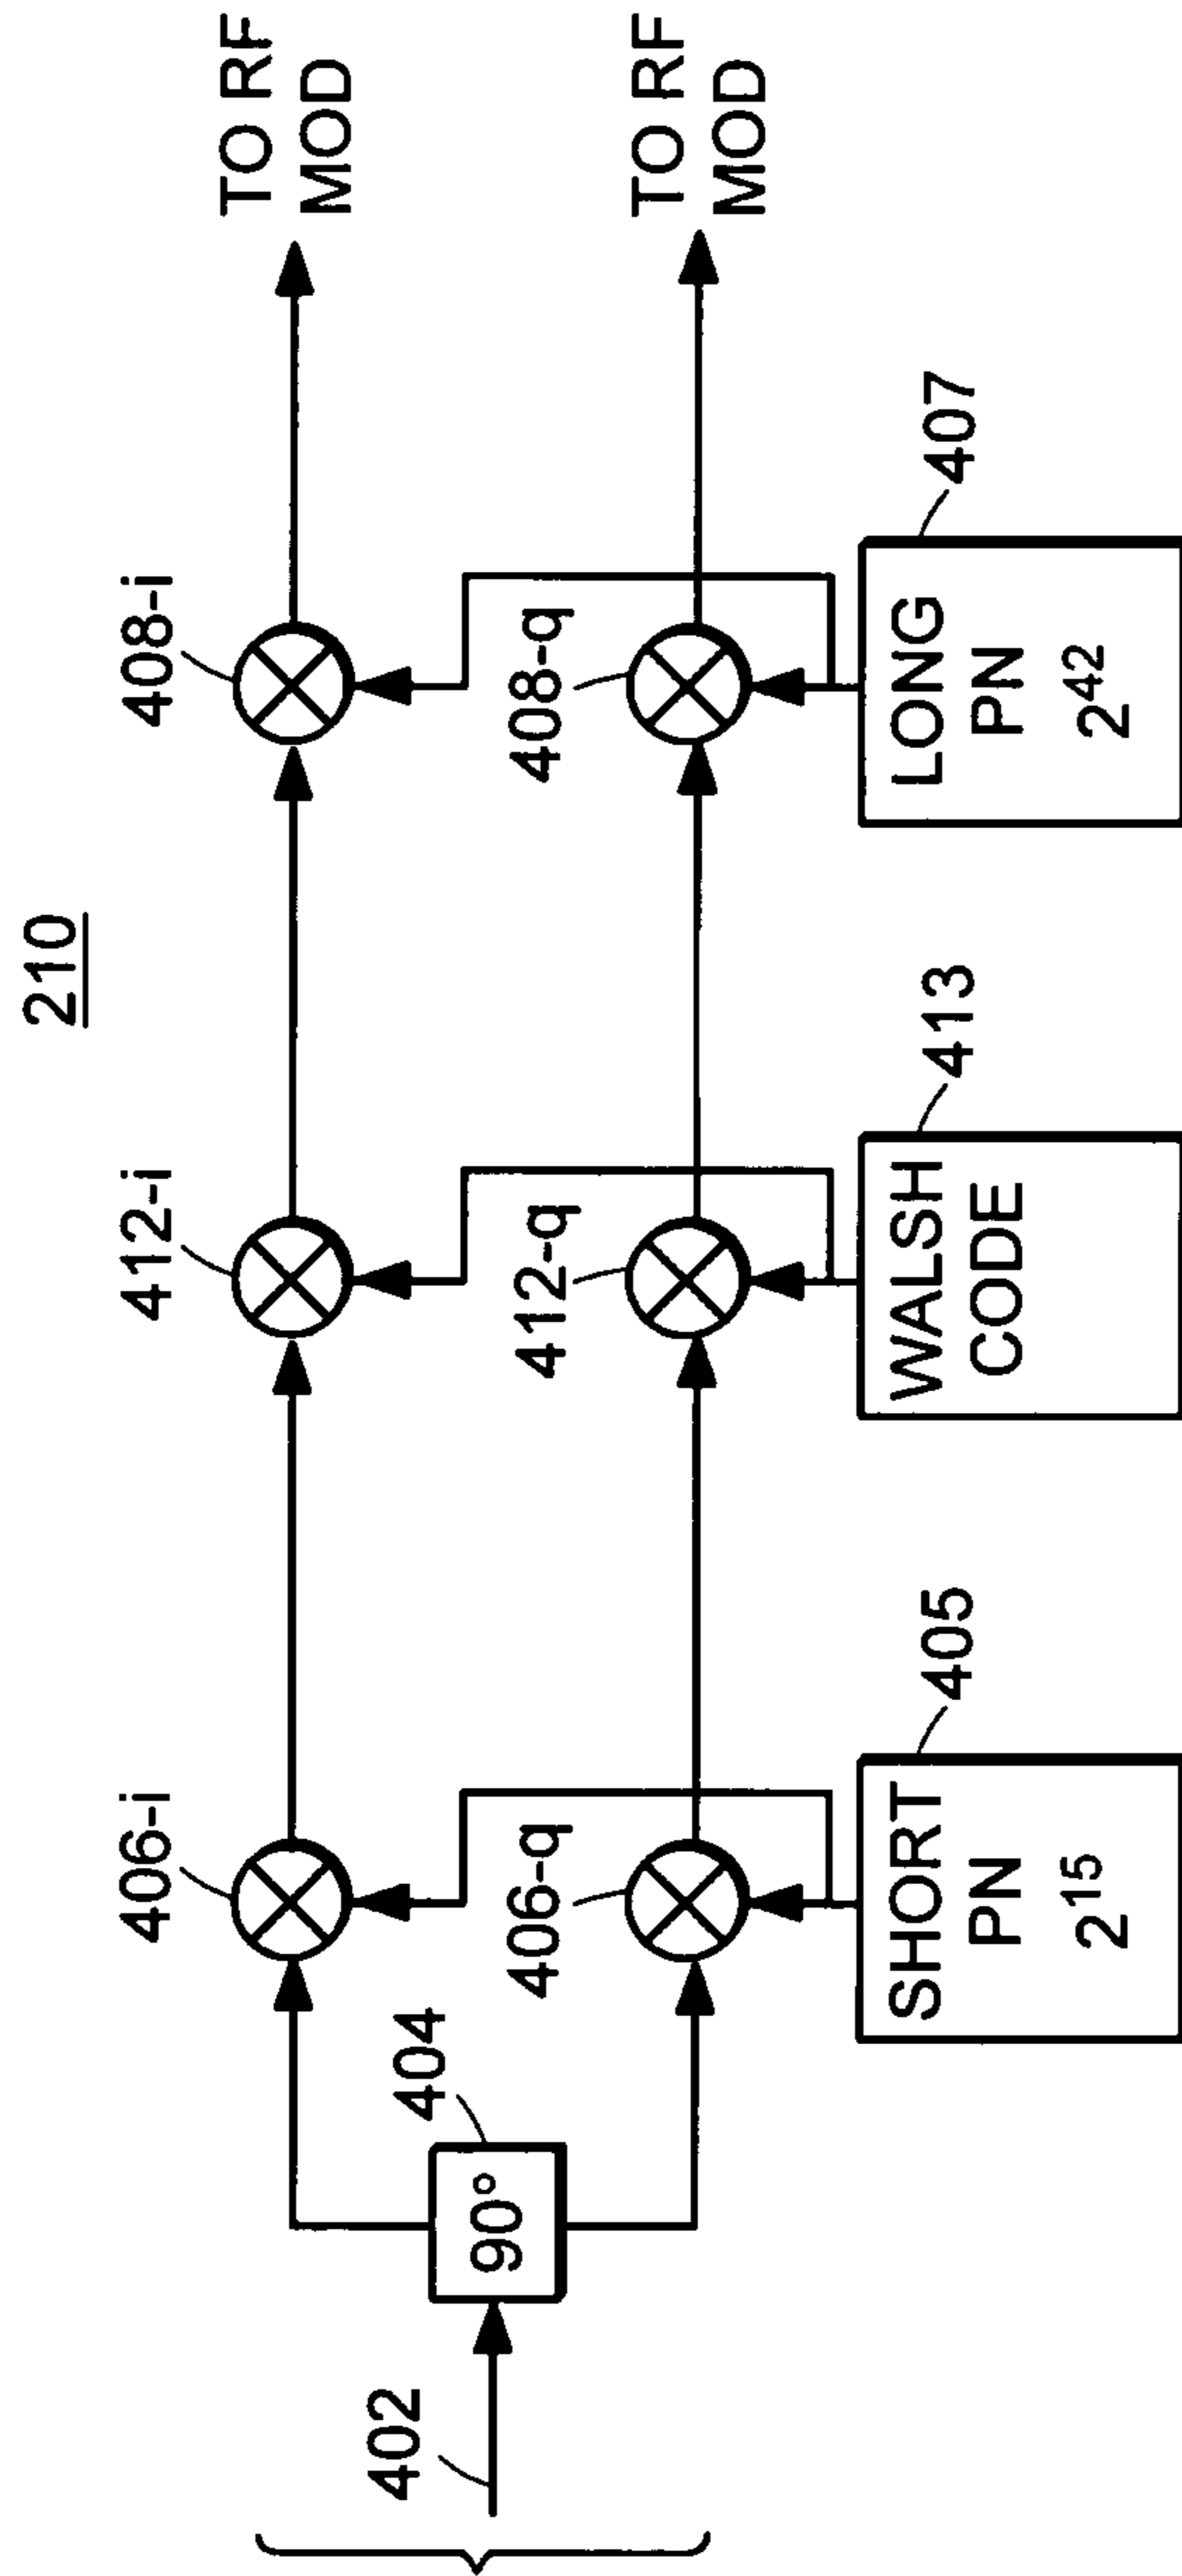 210
402
90°
404
406-i
412-i
408-i
TO RF
MOD
406-q
412-q
408-q
TO RF
MOD
SHORT
PN
2¹⁵
405
WALSH
CODE
413
LONG
PN
2⁴²
407